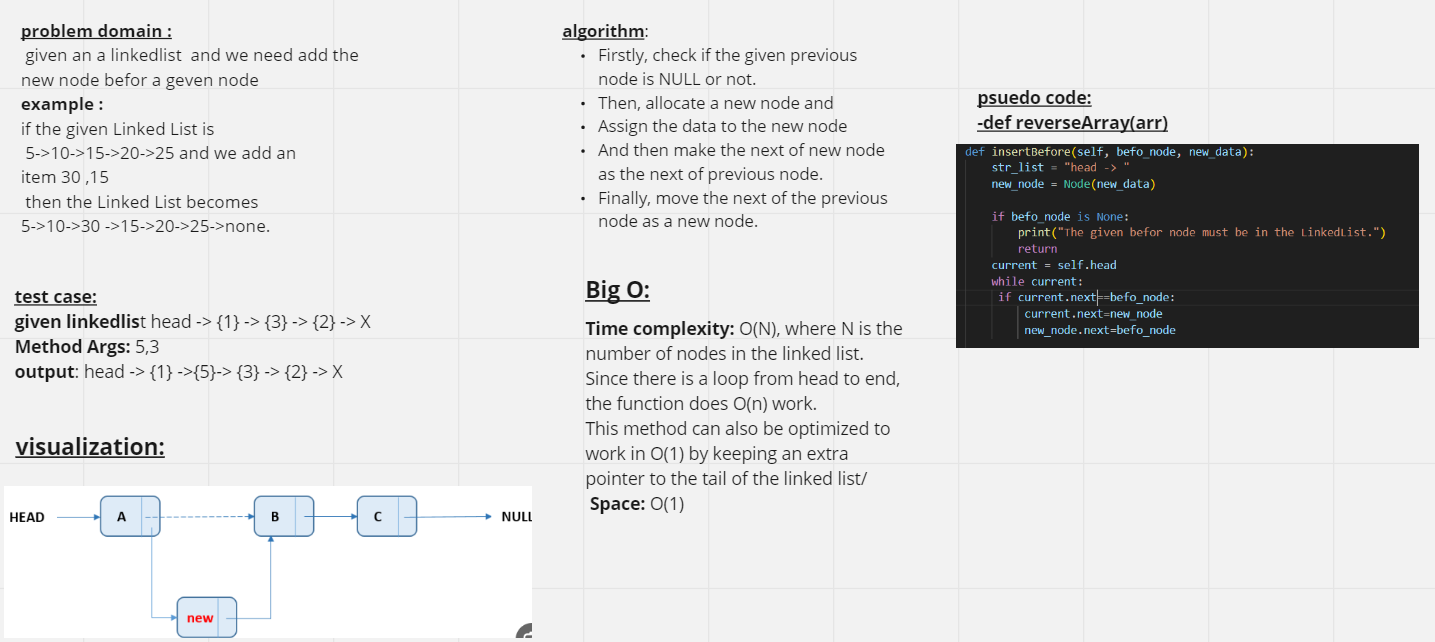 problem domain :
given an a linkedlist and we need add the
new node befor a geven node
example :
if the given Linked List is
5->10->15->20->25 and we add an
item 30 ,15
then the Linked List becomes
5->10->30 ->15->20->25->none.
test case:
given linkedlist head -> {1} -> {3} -> {2} -> X
Method Args: 5,3
output: head -> {1} ->{5}-> {3} -> {2} -> X
visualization:
HEAD
A
B
C
NULL
new
algorithm:
• Firstly, check if the given previous
node is NULL or not.
• Then, allocate a new node and
• Assign the data to the new node
• And then make the next of new node
as the next of previous node.
• Finally, move the next of the previous
node as a new node.
Big O:
Time complexity: O(N), where N is the
number of nodes in the linked list.
Since there is a loop from head to end,
the function does O(n) work.
This method can also be optimized to
work in O(1) by keeping an extra
pointer to the tail of the linked list/
Space: O(1)
psuedo code:
-def reverseArray(arr)
def insertBefore(self, befo_node, new_data):
str_list = "head -> "
new_node = Node(new_data)
if befo_node is None:
print("The given befor node must be in the LinkedList.")
return
current = self.head
while current:
if current.next==befo_node:
current.next=new_node
new_node.next=befo_node